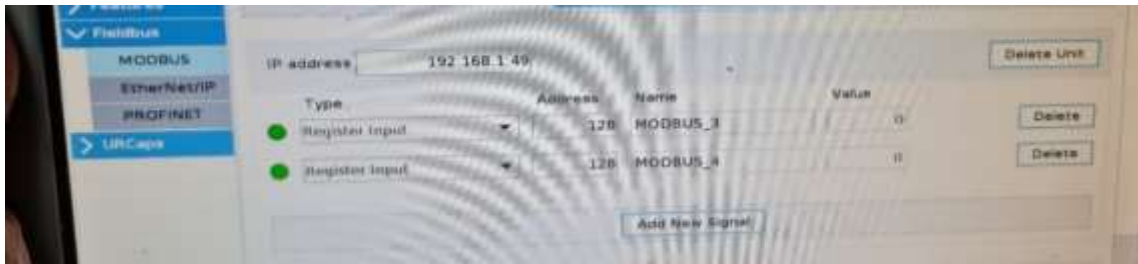 Features
Fieldbus
MODBUS
EtherNet/IP
PROFINET
URCaps
IP address 192.168.1.49
Delete Unit
Type Address Name Value
Register Input 128 MODBUS_3 0 Delete
Register Input 128 MODBUS_4 0 Delete
Add New Signal